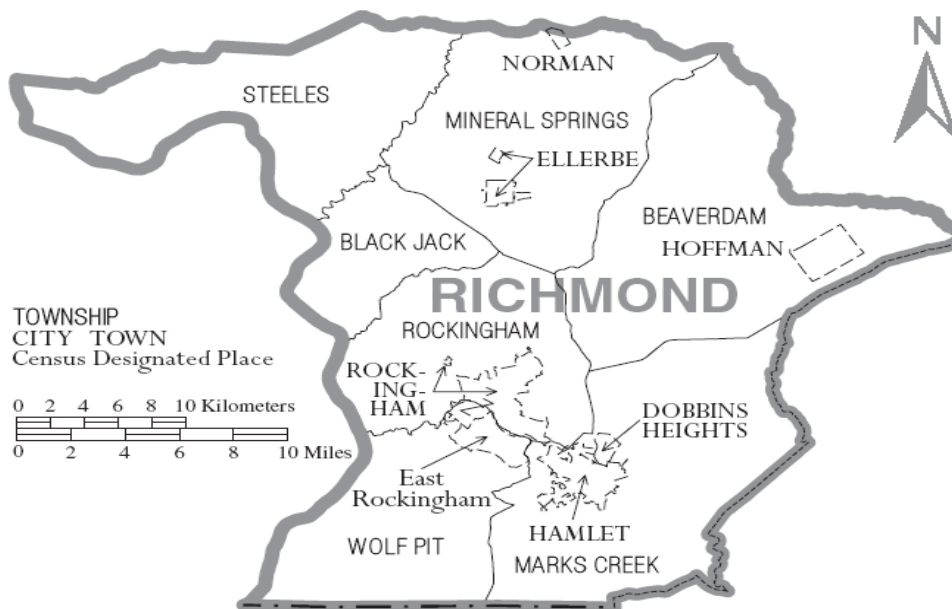 N
NORMAN
STEELES
MINERAL SPRINGS
ELLERBE
BEAVERDAM
HOFFMAN
BLACK JACK
RICHMOND
TOWNSHIP
CITY TOWN
Census Designated Place
ROCKINGHAM
ROCK-
ING-
HAM
0 2 4 6 8 10 Kilometers
0 2 4 6 8 10 Miles
DOBBINS
HEIGHTS
East
Rockingham
HAMLET
WOLF PIT
MARKS CREEK